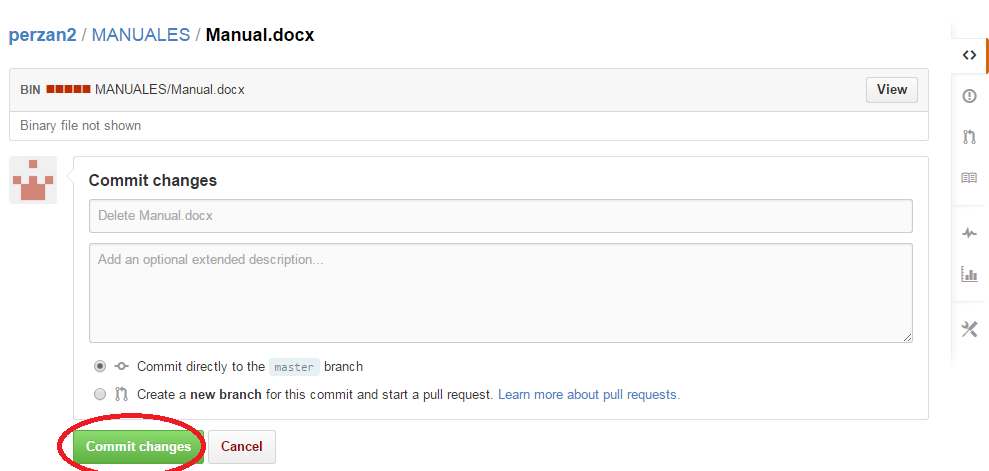 perzan2 / MANUALES / Manual.docx
BIN MANUALES/Manual.docx View
Binary file not shown
Commit changes
Delete Manual.docx
Add an optional extended description...
Commit directly to the master branch
Create a new branch for this commit and start a pull request. Learn more about pull requests.
Commit changes Cancel